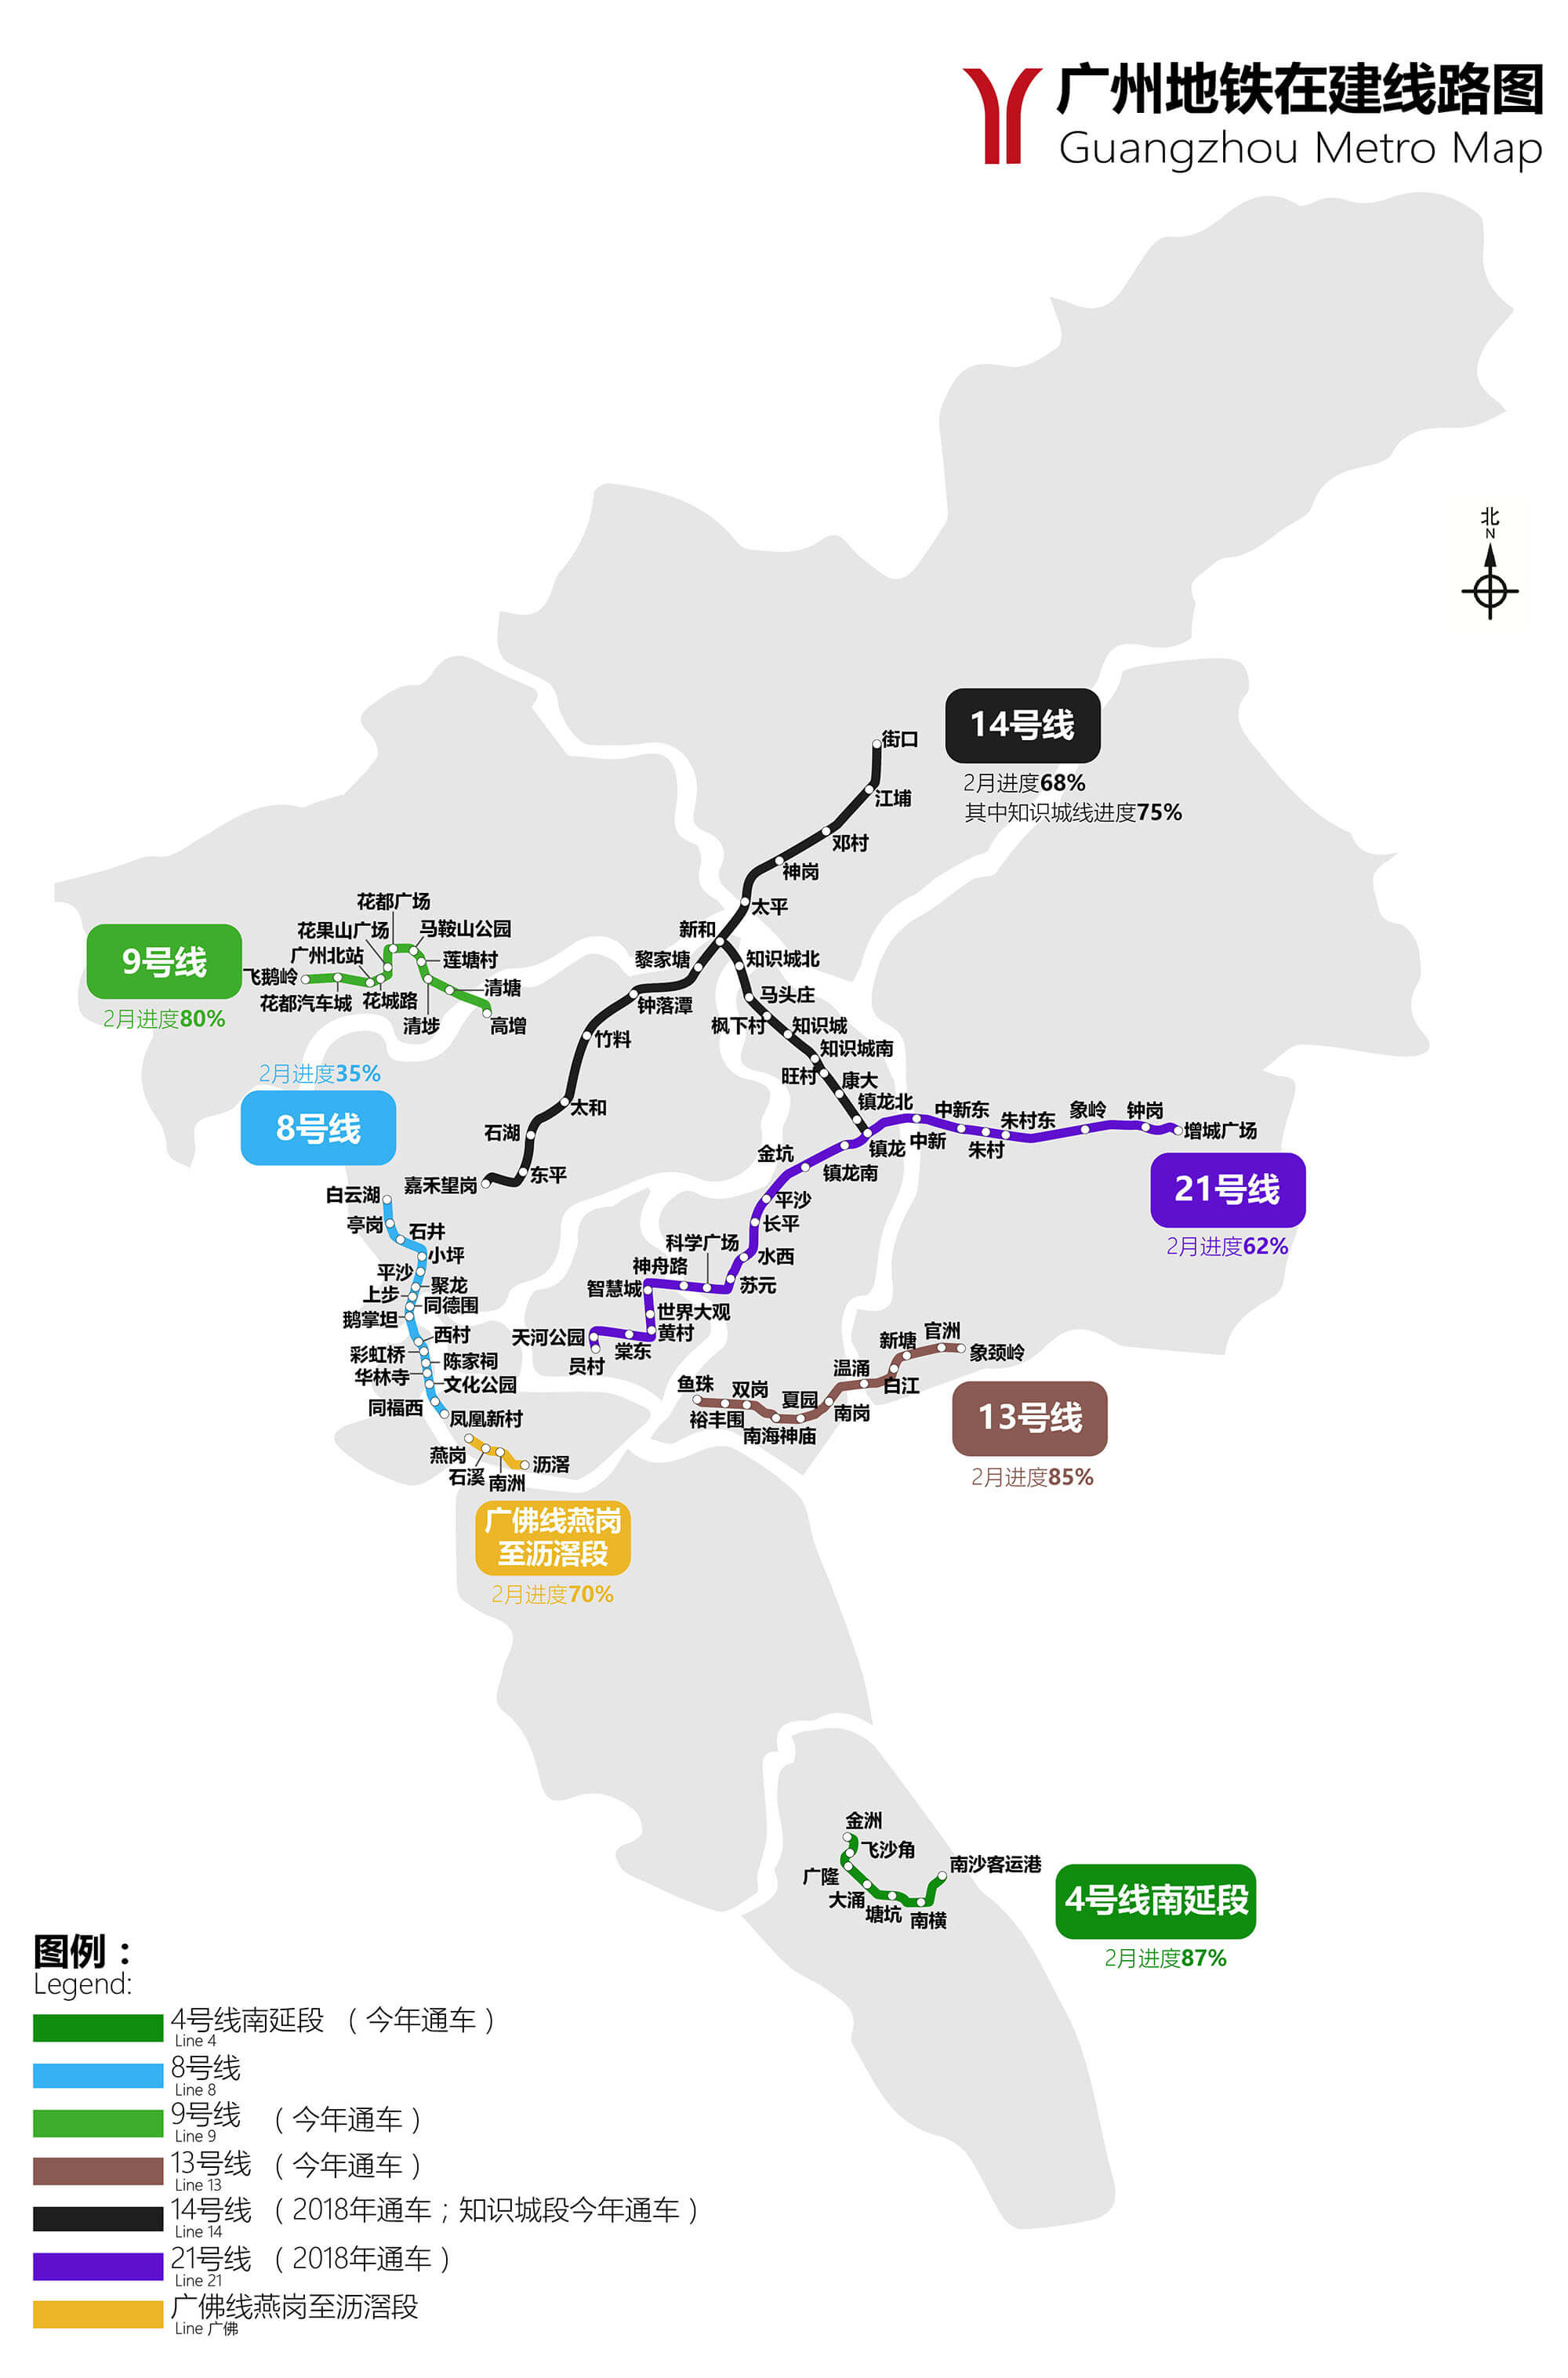 广州地铁在建线路图
Guangzhou Metro Map
北
N
14号线
2月进度68%
其中知识城线进度75%
街口
江埔
邓村
神岗
太平
新和
黎家塘
钟落潭
竹料
太和
石湖
东平
嘉禾望岗
知识城北
马头庄
枫下村
知识城
知识城南
旺村
康大
镇龙北
镇龙
9号线
2月进度80%
飞鹅岭
花都汽车城
广州北站
花城路
花果山广场
花都广场
马鞍山公园
莲塘村
清㘵
清塘
高增
2月进度35%
8号线
白云湖
亭岗
石井
小坪
平沙
聚龙
上步
同德围
鹅掌坦
西村
彩虹桥
陈家祠
华林寺
文化公园
同福西
凤凰新村
21号线
2月进度62%
增城广场
钟岗
象岭
朱村东
朱村
中新东
中新
镇龙南
金坑
平沙
长平
水西
苏元
科学广场
神舟路
智慧城
世界大观
黄村
棠东
天河公园
员村
13号线
2月进度85%
鱼珠
裕丰围
双岗
南海神庙
夏园
南岗
温涌
白江
新塘
官洲
象颈岭
燕岗
石溪
南洲
沥滘
广佛线燕岗
至沥滘段
2月进度70%
金洲
飞沙角
广隆
大涌
塘坑
南横
南沙客运港
4号线南延段
2月进度87%
图例：
Legend:
4号线南延段 （今年通车）
Line 4
8号线
Line 8
9号线 （今年通车）
Line 9
13号线 （今年通车）
Line 13
14号线 （2018年通车；知识城段今年通车）
Line 14
21号线 （2018年通车）
Line 21
广佛线燕岗至沥滘段
Line 广佛